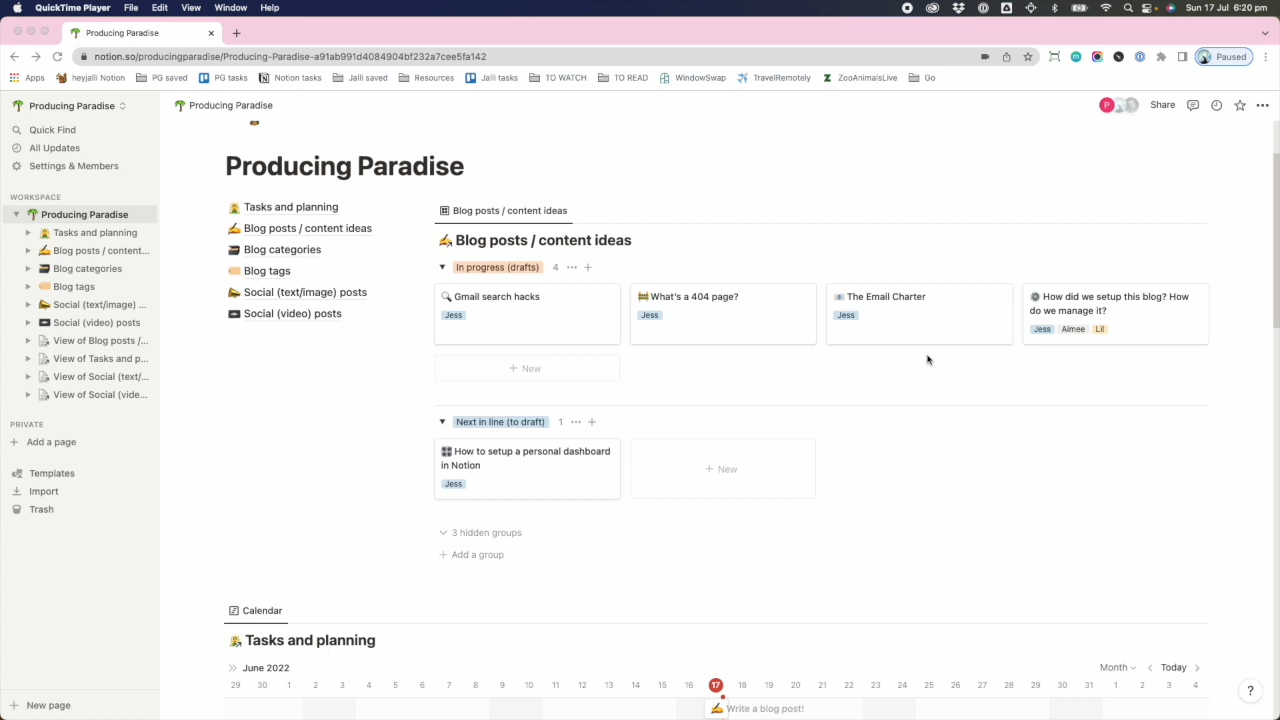 QuickTime Player File Edit View Window Help
Sun 17 Jul 6:20 pm
Producing Paradise
notion.so/producingparadise/Producing-Paradise-a91ab991d4084904bf232a7cee5fa142
Paused
Apps heyjalli Notion PG saved PG tasks Notion tasks Jalli saved Resources Jalli tasks TO WATCH TO READ WindowSwap TravelRemotely ZooAnimalsLive Go
Producing Paradise
Quick Find
All Updates
Settings & Members
WORKSPACE
Producing Paradise
Tasks and planning
Blog posts / content...
Blog categories
Blog tags
Social (text/image) ...
Social (video) posts
View of Blog posts /...
View of Tasks and p...
View of Social (text/...
View of Social (vide...
PRIVATE
Add a page
Templates
Import
Trash
New page
Producing Paradise
P
Share
Producing Paradise
Tasks and planning
Blog posts / content ideas
Blog categories
Blog tags
Social (text/image) posts
Social (video) posts
Blog posts / content ideas
Blog posts / content ideas
In progress (drafts) 4
Gmail search hacks
Jess
What's a 404 page?
Jess
The Email Charter
Jess
How did we setup this blog? How
do we manage it?
Jess Aimee Lil
New
Next in line (to draft) 1
How to setup a personal dashboard
in Notion
Jess
New
3 hidden groups
Add a group
Calendar
Tasks and planning
June 2022
Month Today
29 30 1 2 3 4 5 6 7 8 9 10 11 12 13 14 15 16 17 18 19 20 21 22 23 24 25 26 27 28 29 30 31 1 2 3 4
Write a blog post!
?